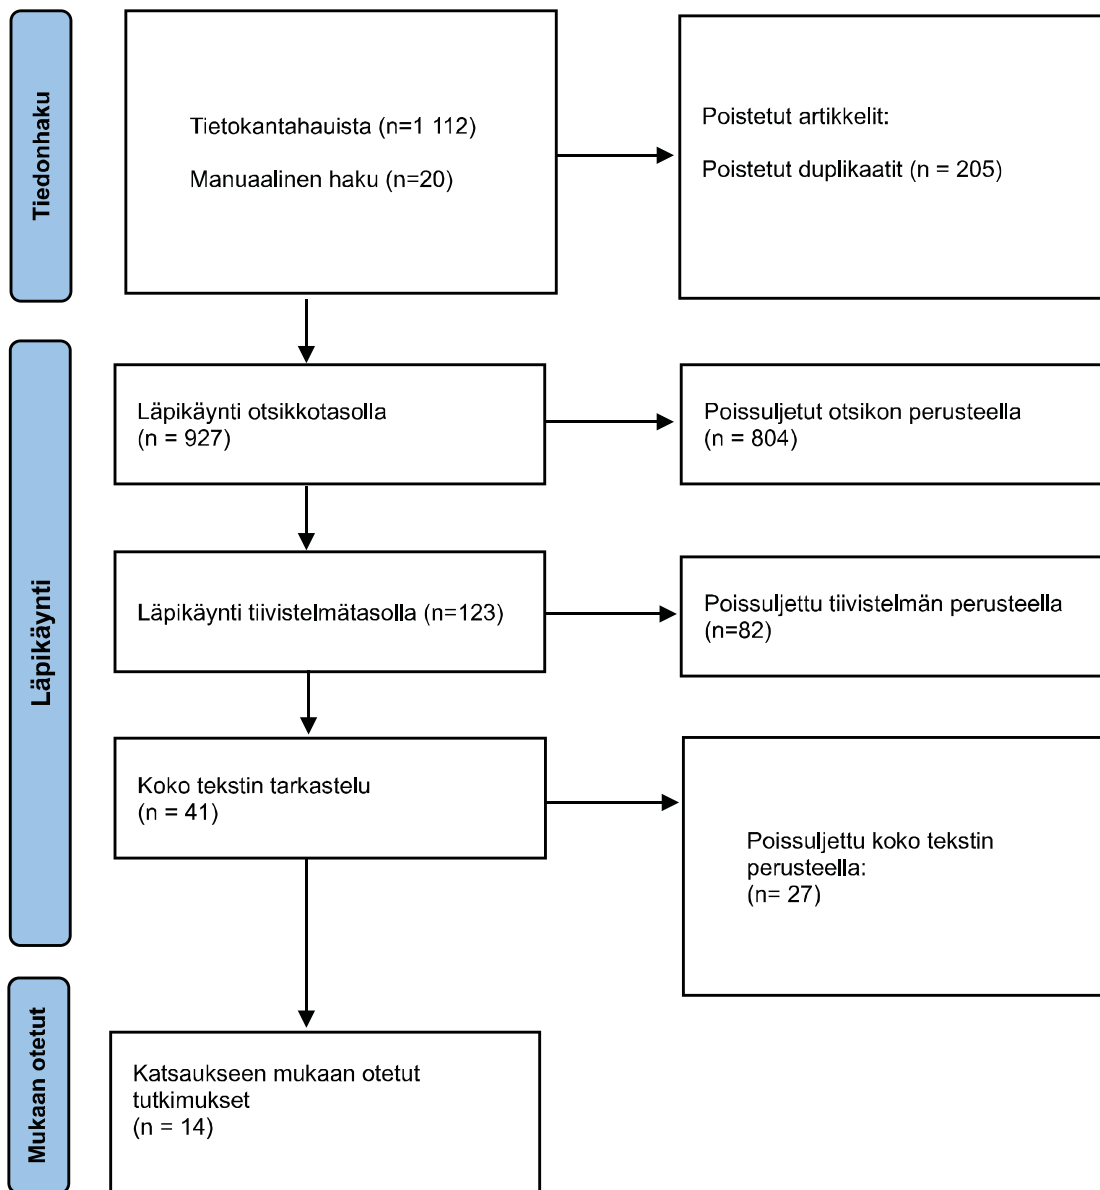 Tiedonhaku
Tietokantahauista (n=1 112)
Manuaalinen haku (n=20)
Poistetut artikkelit:
Poistetut duplikaatit (n = 205)
Läpikäynti
Läpikäynti otsikkotasolla
(n = 927)
Poissuljetut otsikon perusteella
(n = 804)
Läpikäynti tiivistelmätasolla (n=123)
Poissuljettu tiivistelmän perusteella
(n=82)
Koko tekstin tarkastelu
(n = 41)
Poissuljettu koko tekstin
perusteella:
(n= 27)
Mukaan otetut
Katsaukseen mukaan otetut
tutkimukset
(n = 14)